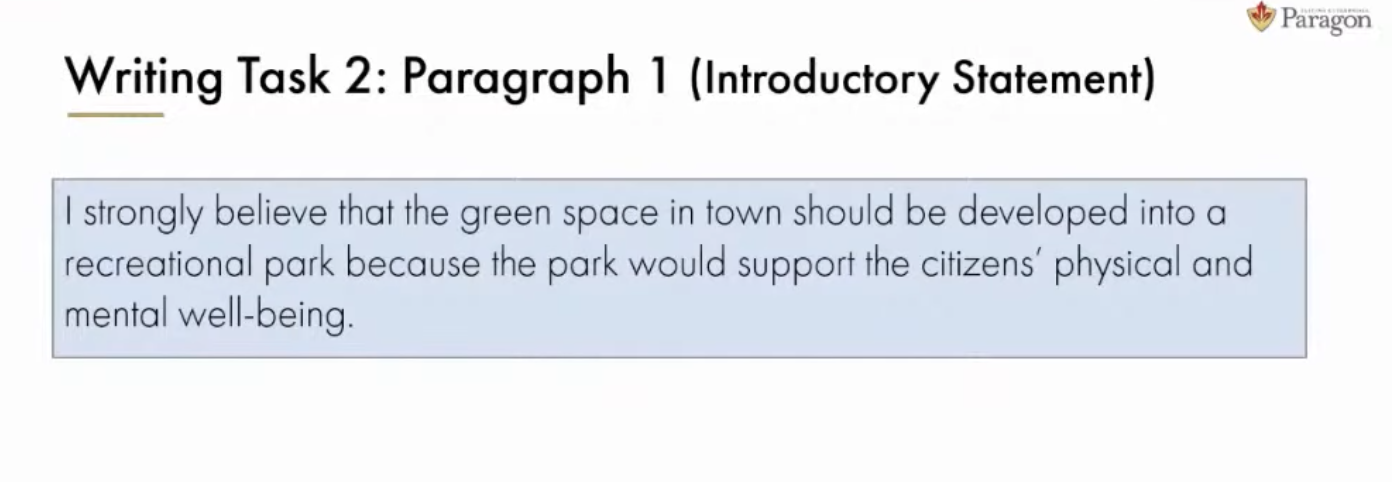 Paragon
Writing Task 2: Paragraph 1 (Introductory Statement)
I strongly believe that the green space in town should be developed into a
recreational park because the park would support the citizens’ physical and
mental well-being.